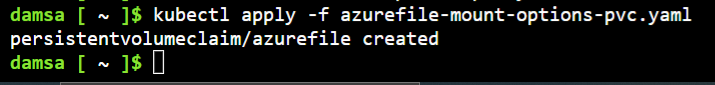 damsa [ ~ ]$ kubectl apply -f azurefile-mount-options-pvc.yaml
persistentvolumeclaim/azurefile created
damsa [ ~ ]$